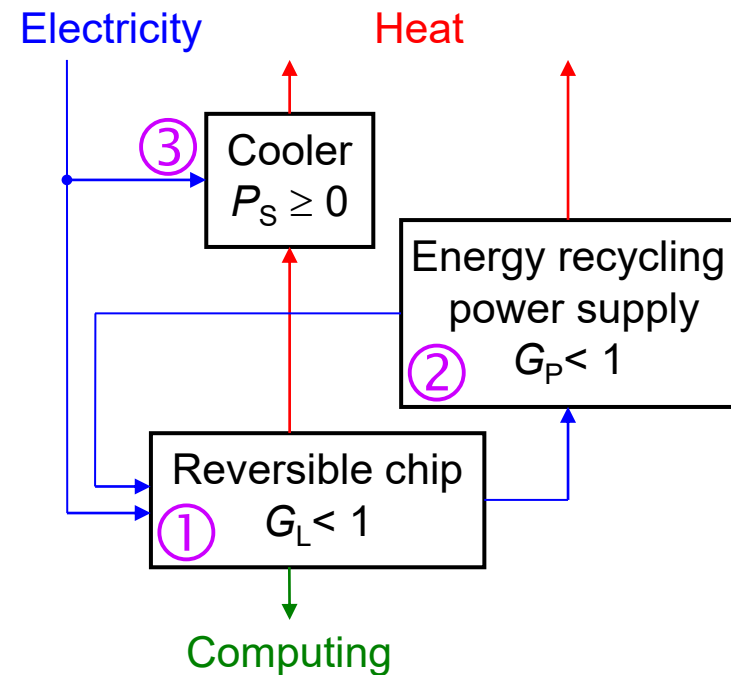 Electricity
Heat
③
Cooler
P_S ≥ 0
Energy recycling
power supply
G_P< 1
②
Reversible chip
G_L< 1
①
Computing